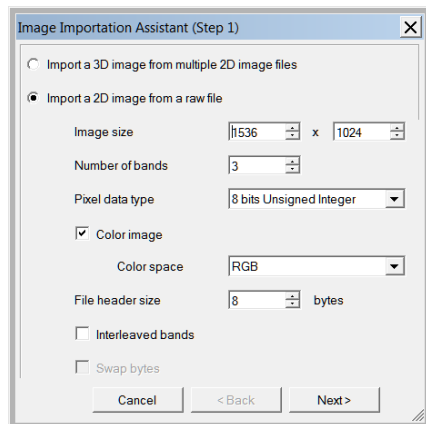 Image Importation Assistant (Step 1)
Import a 3D image from multiple 2D image files
Import a 2D image from a raw file
Image size 1536 x 1024
Number of bands 3
Pixel data type 8 bits Unsigned Integer
Color image
Color space RGB
File header size 8 bytes
Interleaved bands
Swap bytes
Cancel < Back Next >